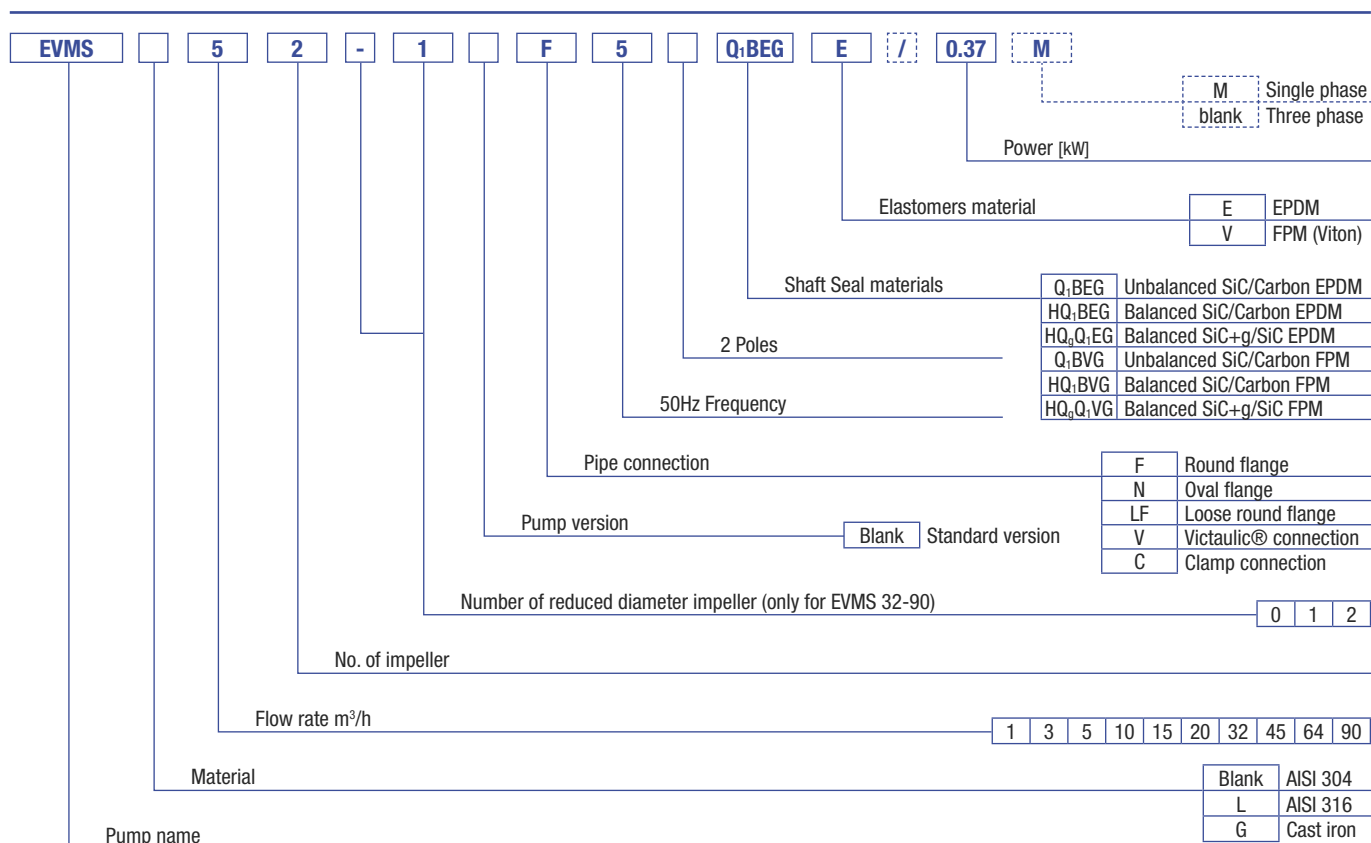 EVMS 5 2 - 1 F 5 Q₁BEG E / 0.37 M
M Single phase
blank Three phase
Power [kW]
Elastomers material
E EPDM
V FPM (Viton)
Shaft Seal materials
Q₁BEG Unbalanced SiC/Carbon EPDM
HQ₁BEG Balanced SiC/Carbon EPDM
HQgQ₁EG Balanced SiC+g/SiC EPDM
Q₁BVG Unbalanced SiC/Carbon FPM
HQ₁BVG Balanced SiC/Carbon FPM
HQgQ₁VG Balanced SiC+g/SiC FPM
2 Poles
50Hz Frequency
Pipe connection
F Round flange
N Oval flange
LF Loose round flange
V Victaulic® connection
C Clamp connection
Pump version
Blank Standard version
Number of reduced diameter impeller (only for EVMS 32-90)
0 1 2
No. of impeller
Flow rate m³/h
1 3 5 10 15 20 32 45 64 90
Material
Blank AISI 304
L AISI 316
G Cast iron
Pump name